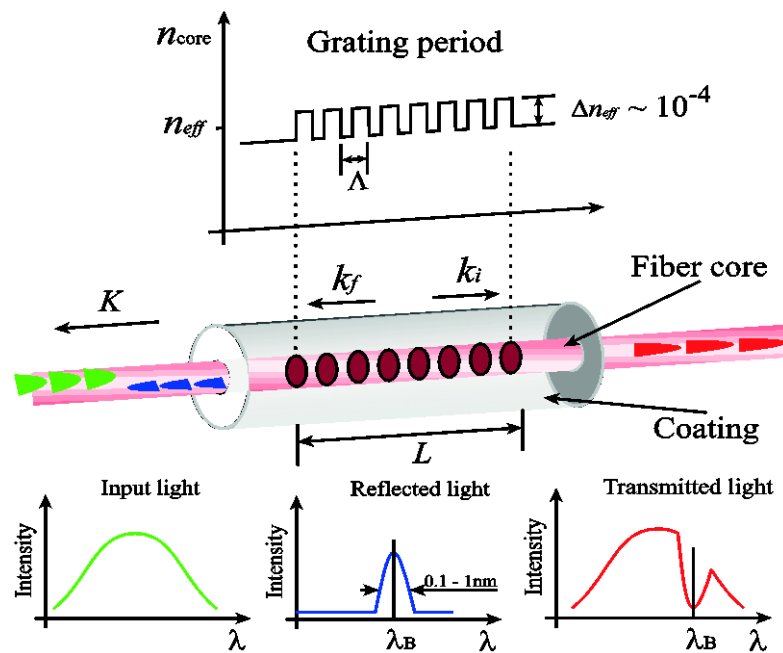 n_core
Grating period
n_eff
Δn_eff ~ 10^-4
Λ
k_f
k_i
Fiber core
K
L
Coating
Input light
Reflected light
Transmitted light
Intensity
λ
Intensity
0.1 - 1nm
λ_B
λ
Intensity
λ_B
λ